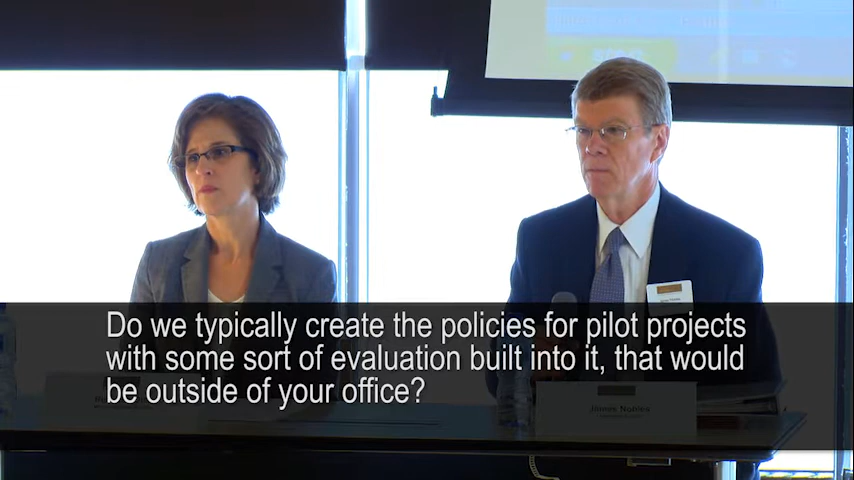 Do we typically create the policies for pilot projects
with some sort of evaluation built into it, that would
be outside of your office?
James Nobles